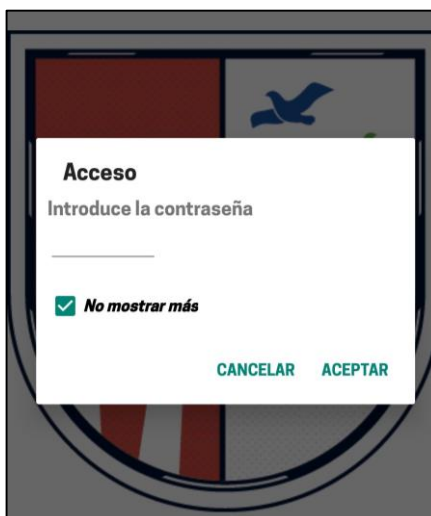 Acceso
Introduce la contraseña
No mostrar más
CANCELAR ACEPTAR